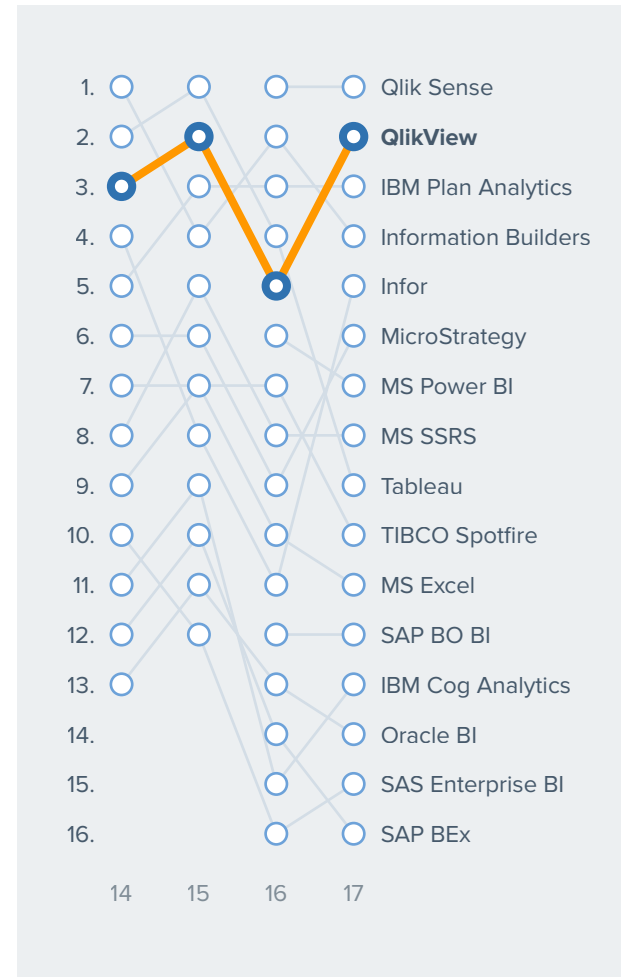 1. Qlik Sense
2. QlikView
3. IBM Plan Analytics
4. Information Builders
5. Infor
6. MicroStrategy
7. MS Power BI
8. MS SSRS
9. Tableau
10. TIBCO Spotfire
11. MS Excel
12. SAP BO BI
13. IBM Cog Analytics
14. Oracle BI
15. SAS Enterprise BI
16. SAP BEx
14 15 16 17